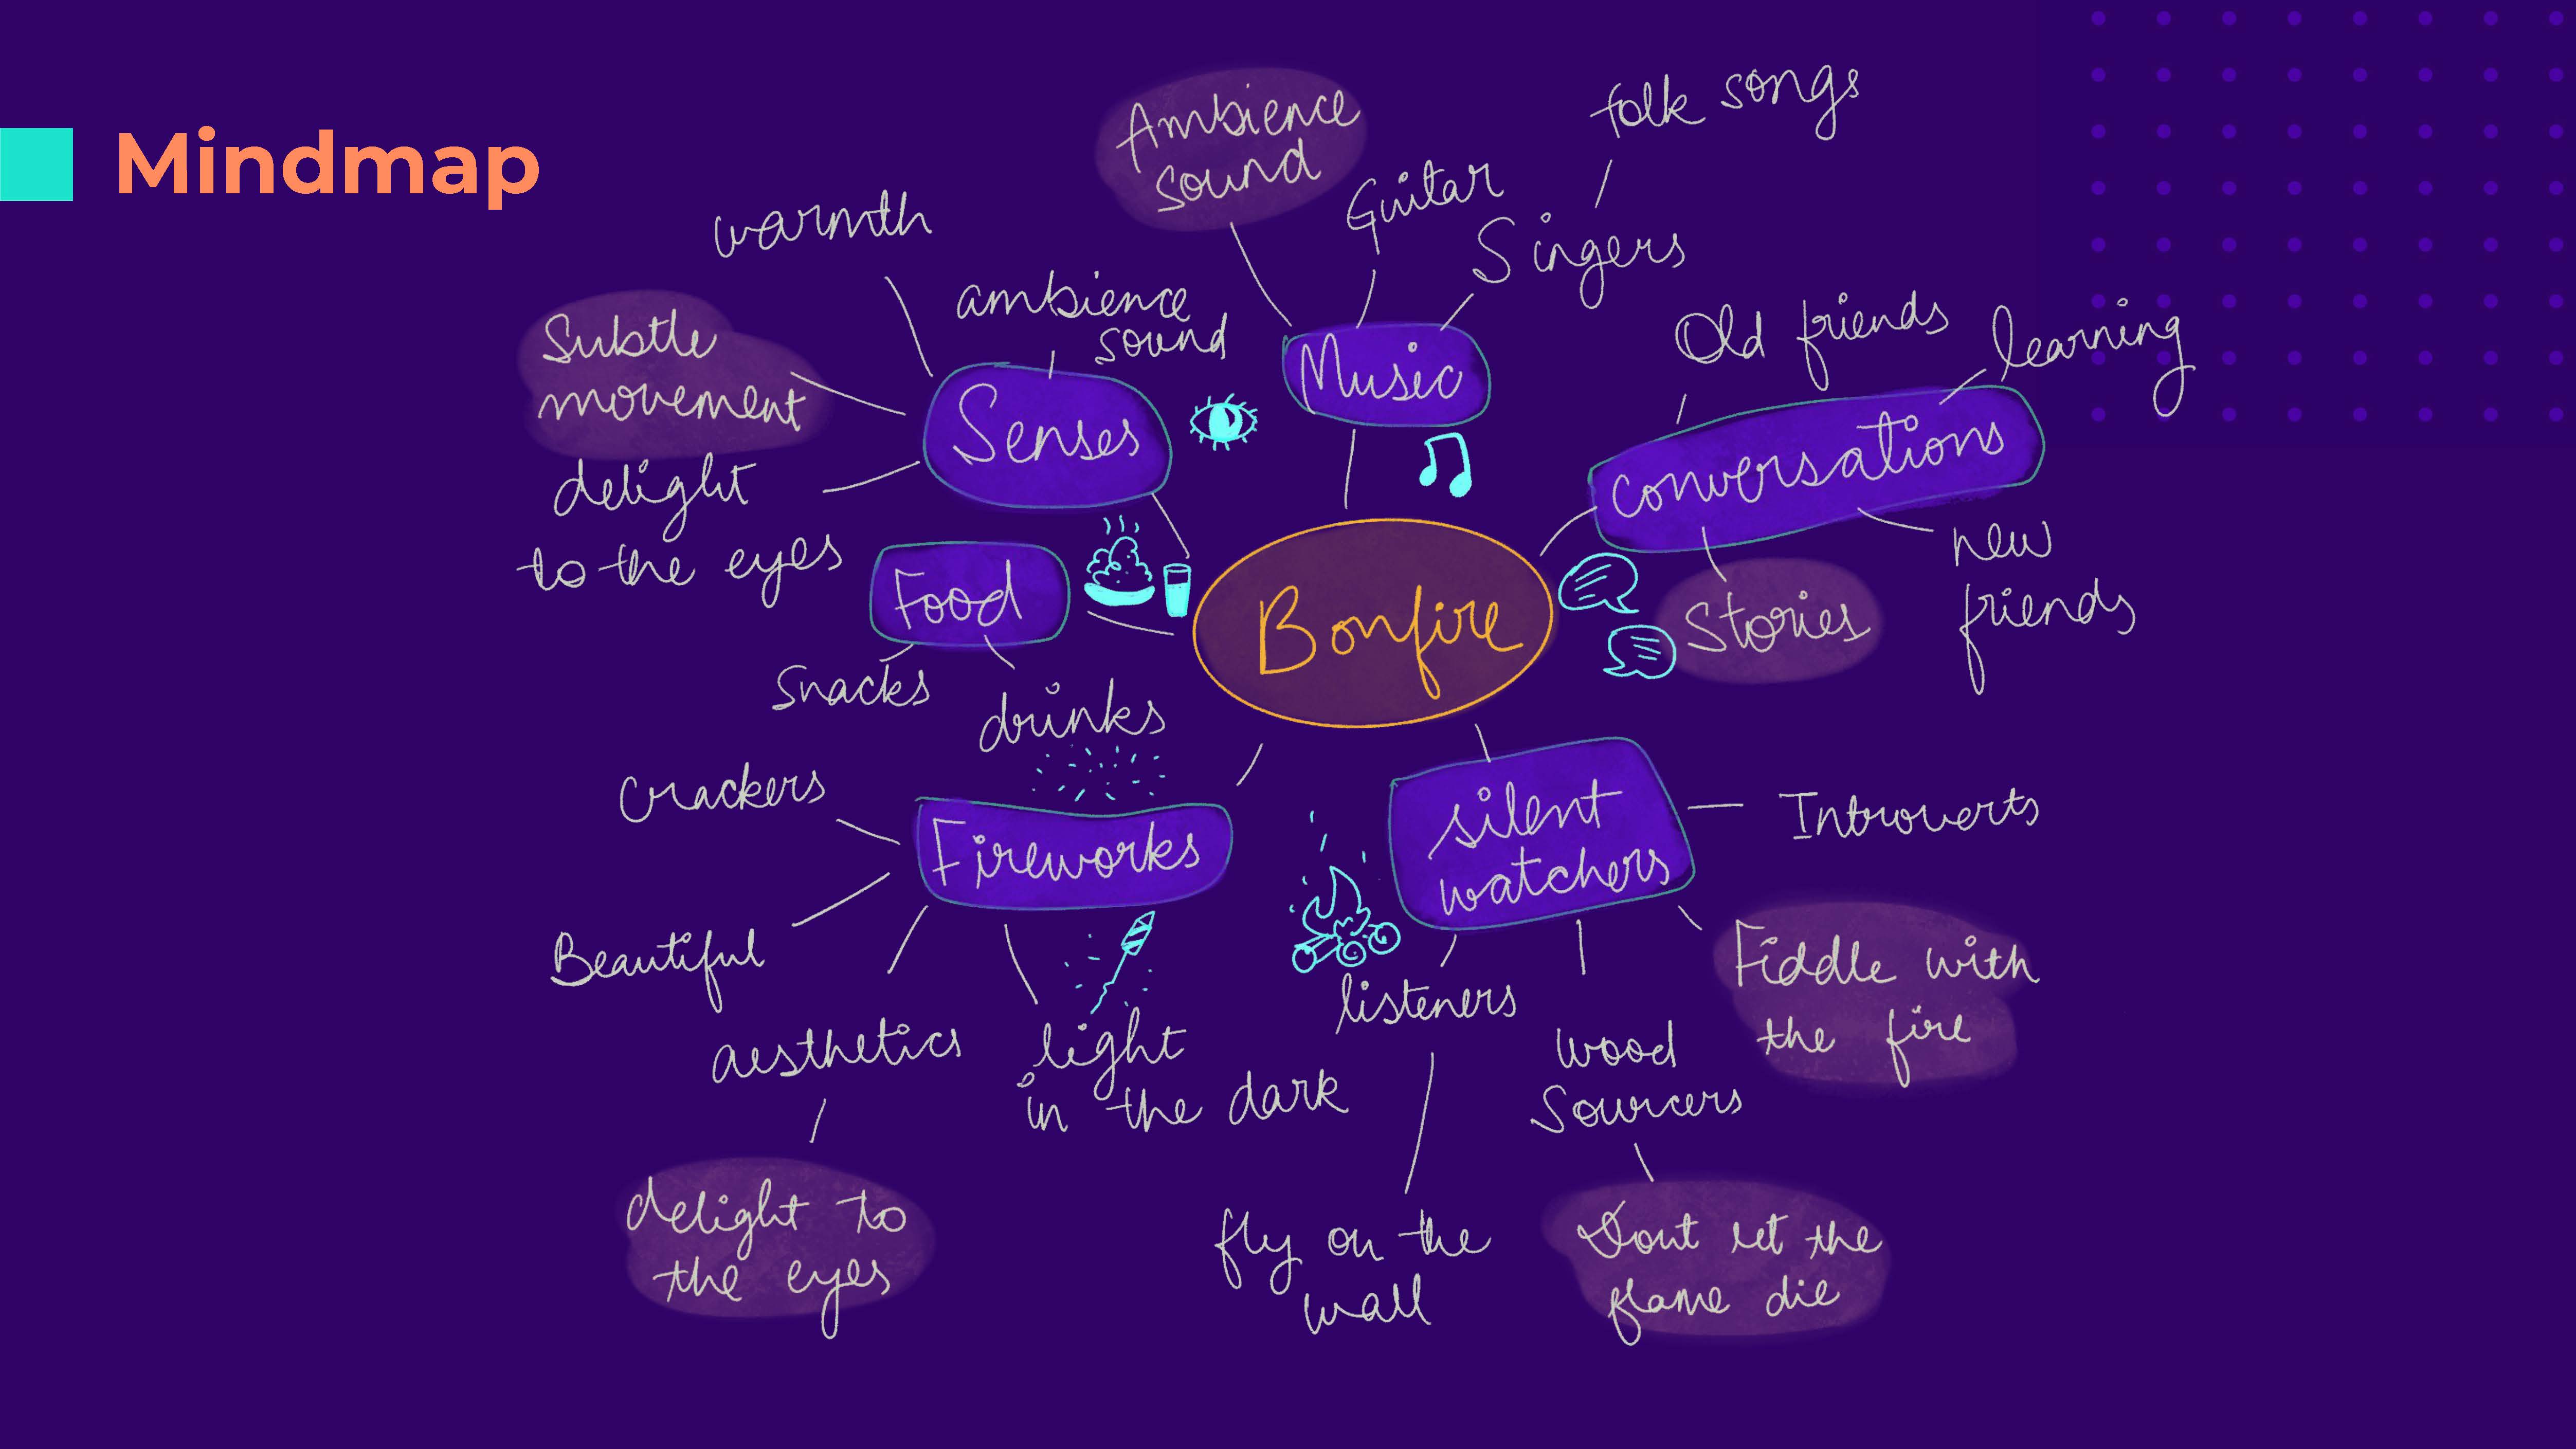 Mindmap
Ambience
sound
folk songs
Guitar
Singers
Music
warmth
ambience
sound
Subtle
movement
delight
to the eyes
Senses
Old friends
learning
conversations
new
friends
Stories
Food
Snacks
drinks
Bonfire
Crackers
Fireworks
Beautiful
aesthetics
light
in the dark
delight to
the eyes
silent
watchers
Introverts
Fiddle with
the fire
listeners
wood
Sourcers
fly on the
wall
Dont let the
flame die